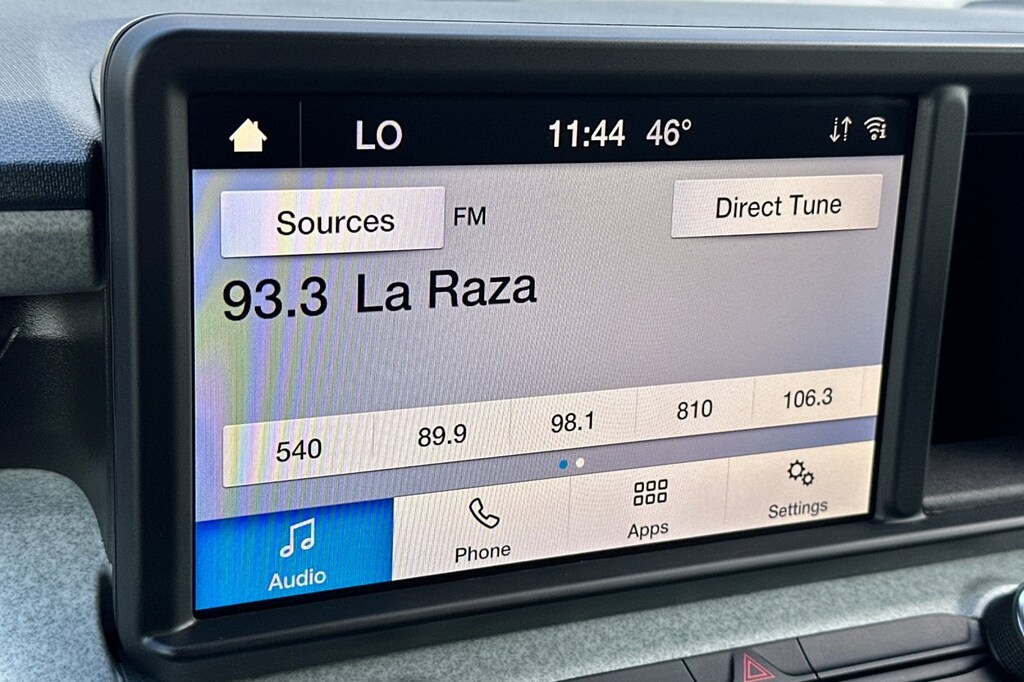 LO 11:44 46°
Sources FM Direct Tune
93.3 La Raza
540 89.9 98.1 810 106.3
Audio Phone Apps Settings